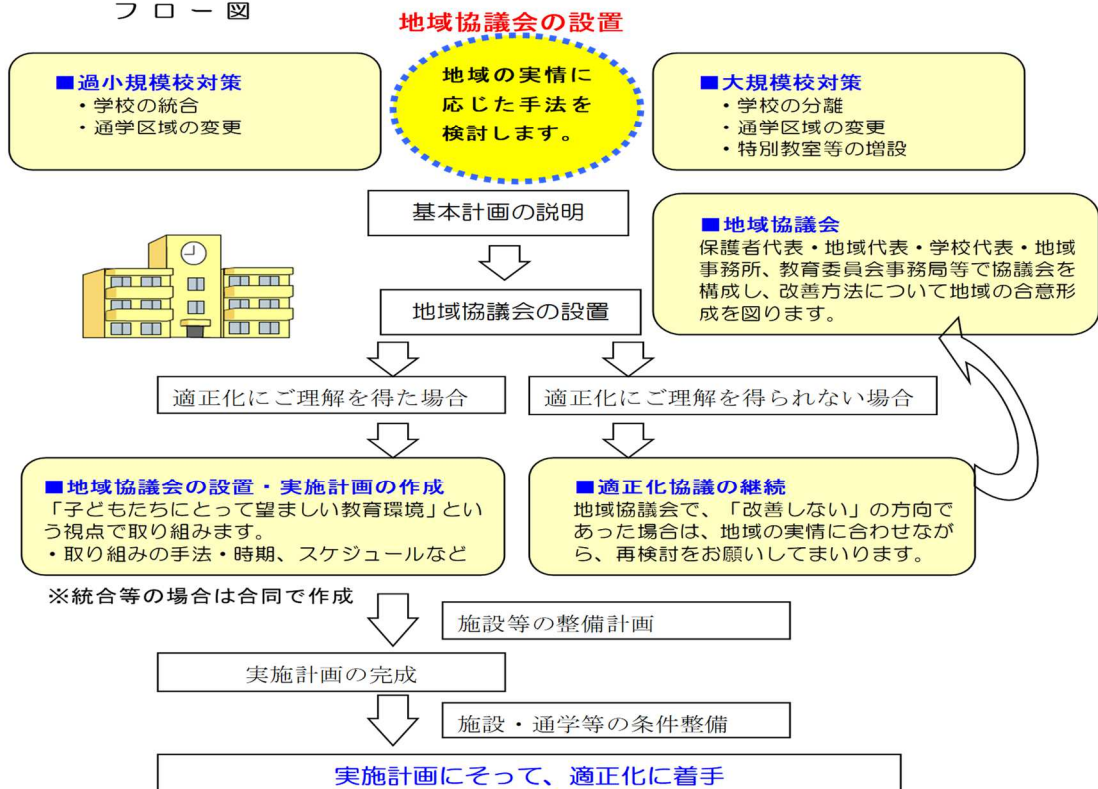 フロー図
地域協議会の設置
■過小規模校対策
・学校の統合
・通学区域の変更
地域の実情に
応じた手法を
検討します。
■大規模校対策
・学校の分離
・通学区域の変更
・特別教室等の増設
基本計画の説明
■地域協議会
保護者代表・地域代表・学校代表・地域
事務所、教育委員会事務局等で協議会を
構成し、改善方法について地域の合意形
成を図ります。
地域協議会の設置
適正化にご理解を得た場合
適正化にご理解を得られない場合
■地域協議会の設置・実施計画の作成
「子どもたちにとって望ましい教育環境」とい
う視点で取り組みます。
・取り組みの手法・時期、スケジュールなど
■適正化協議の継続
地域協議会で、「改善しない」の方向で
あった場合は、地域の実情に合わせなが
ら、再検討をお願いしてまいります。
※統合等の場合は合同で作成
施設等の整備計画
実施計画の完成
施設・通学等の条件整備
実施計画にそって、適正化に着手